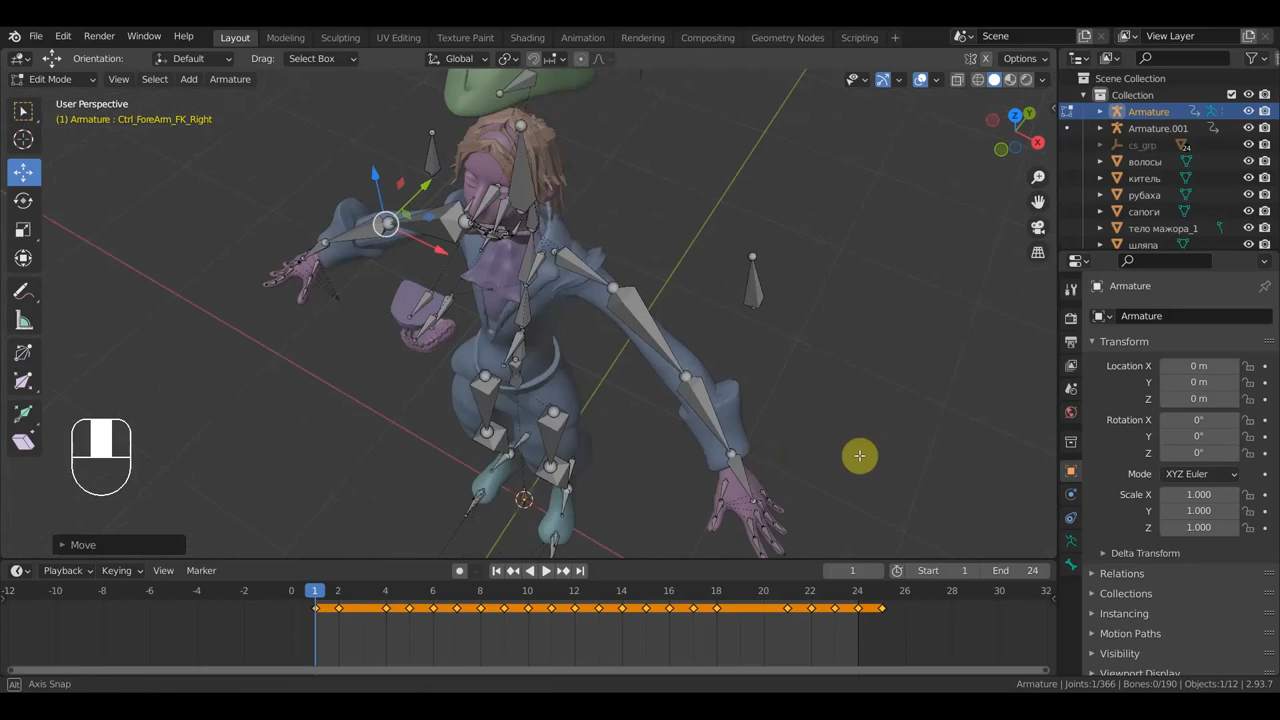 File Edit Render Window Help Layout Modeling Sculpting UV Editing Texture Paint Shading Animation Rendering Compositing Geometry Nodes Scripting + Scene View Layer
Orientation: Default Drag: Select Box Global Options
Edit Mode View Select Add Armature
User Perspective
(1) Armature : Ctrl_ForeArm_FK_Right
Z
Y
X
Move
Scene Collection
Collection
Armature
Armature.001
cs_grp 24
волосы
китель
рубаха
сапоги
тело мажора_1
шляпа
Armature
Armature
Transform
Location X 0 m
Y 0 m
Z 0 m
Rotation X 0°
Y 0°
Z 0°
Mode XYZ Euler
Scale X 1.000
Y 1.000
Z 1.000
Delta Transform
Relations
Collections
Instancing
Motion Paths
Visibility
Viewport Display
Playback Keying View Marker 1 Start 1 End 24
-12 -10 -8 -6 -4 -2 0 1 2 4 6 8 10 12 14 16 18 20 22 24 26 28 30 32
Alt Axis Snap Armature | Joints:1/366 | Bones:0/190 | Objects:1/12 | 2.93.7